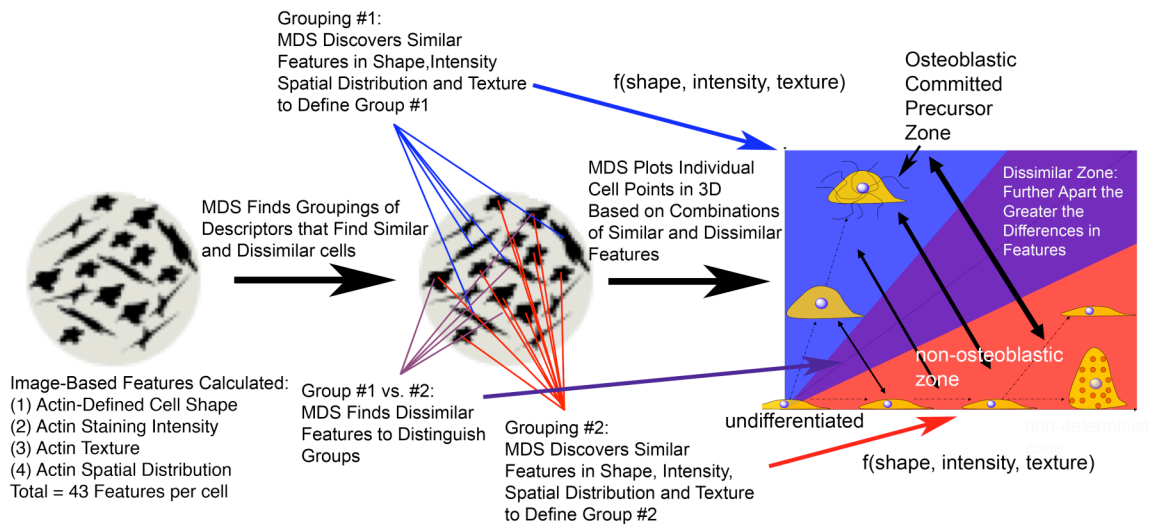 Grouping #1:
MDS Discovers Similar
Features in Shape,Intensity
Spatial Distribution and Texture
to Define Group #1
f(shape, intensity, texture)
Osteoblastic
Committed
Precursor
Zone
MDS Finds Groupings of
Descriptors that Find Similar
and Dissimilar cells
MDS Plots Individual
Cell Points in 3D
Based on Combinations
of Similar and Dissimilar
Features
Dissimilar Zone:
Further Apart the
Greater the
Differences in
Features
non-osteoblastic
zone
undifferentiated
non-determinist
zone
Image-Based Features Calculated:
(1) Actin-Defined Cell Shape
(2) Actin Staining Intensity
(3) Actin Texture
(4) Actin Spatial Distribution
Total = 43 Features per cell
Group #1 vs. #2:
MDS Finds Dissimilar
Features to Distinguish
Groups
Grouping #2:
MDS Discovers Similar
Features in Shape, Intensity,
Spatial Distribution and Texture
to Define Group #2
f(shape, intensity, texture)